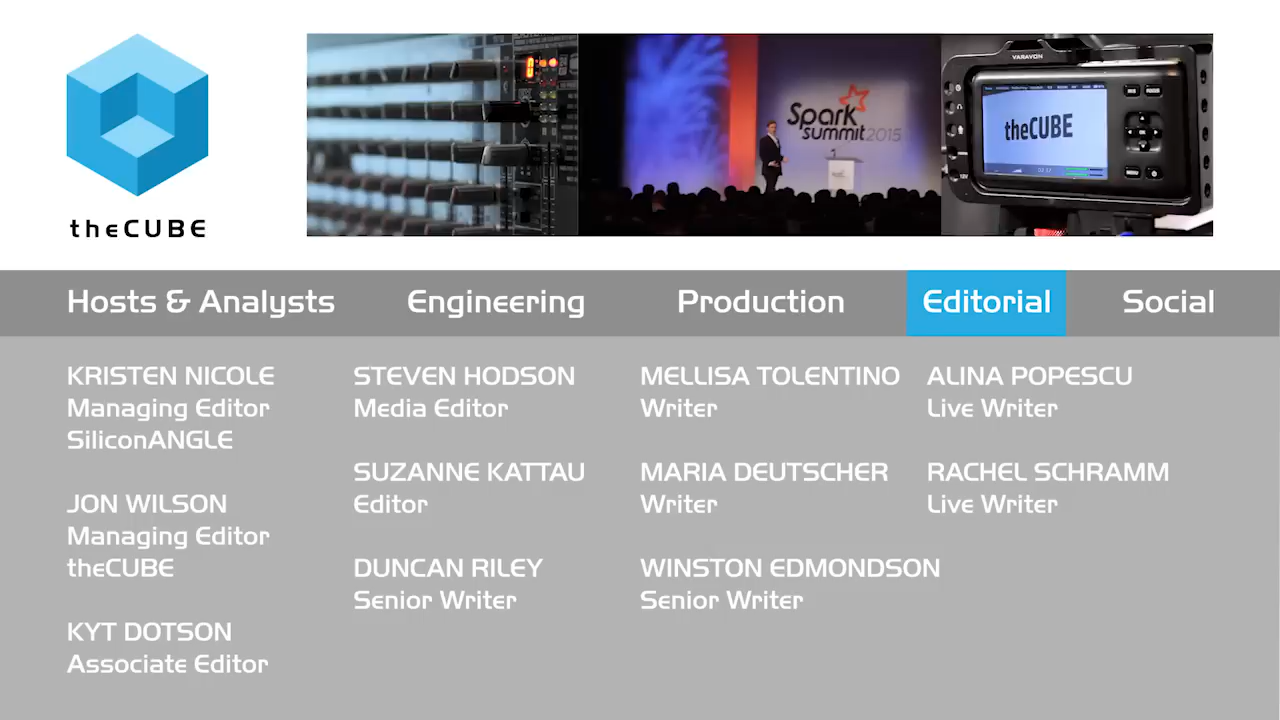 theCUBE
Spark
summit 2015
VARAVON
theCUBE
MENU
Hosts & Analysts
Engineering
Production
Editorial
Social
KRISTEN NICOLE
Managing Editor
SiliconANGLE
JON WILSON
Managing Editor
theCUBE
KYT DOTSON
Associate Editor
STEVEN HODSON
Media Editor
SUZANNE KATTAU
Editor
DUNCAN RILEY
Senior Writer
MELLISA TOLENTINO
Writer
MARIA DEUTSCHER
Writer
WINSTON EDMONDSON
Senior Writer
ALINA POPESCU
Live Writer
RACHEL SCHRAMM
Live Writer